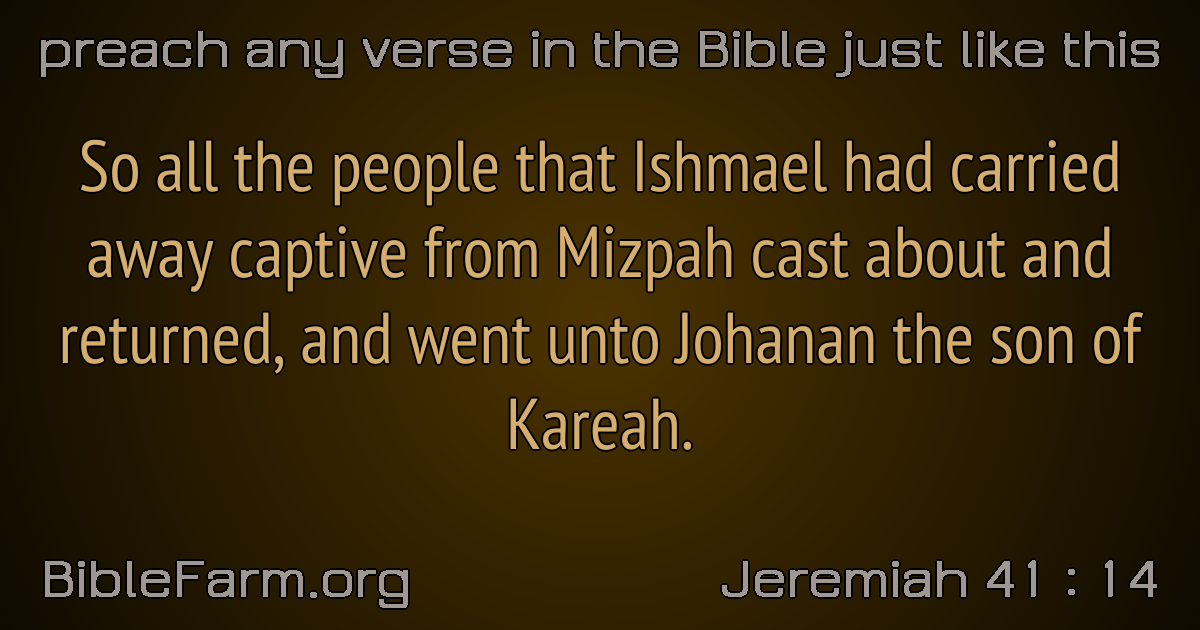 preach any verse in the Bible just like this
So all the people that Ishmael had carried
away captive from Mizpah cast about and
returned, and went unto Johanan the son of
Kareah.
BibleFarm.org
Jeremiah 41 : 14